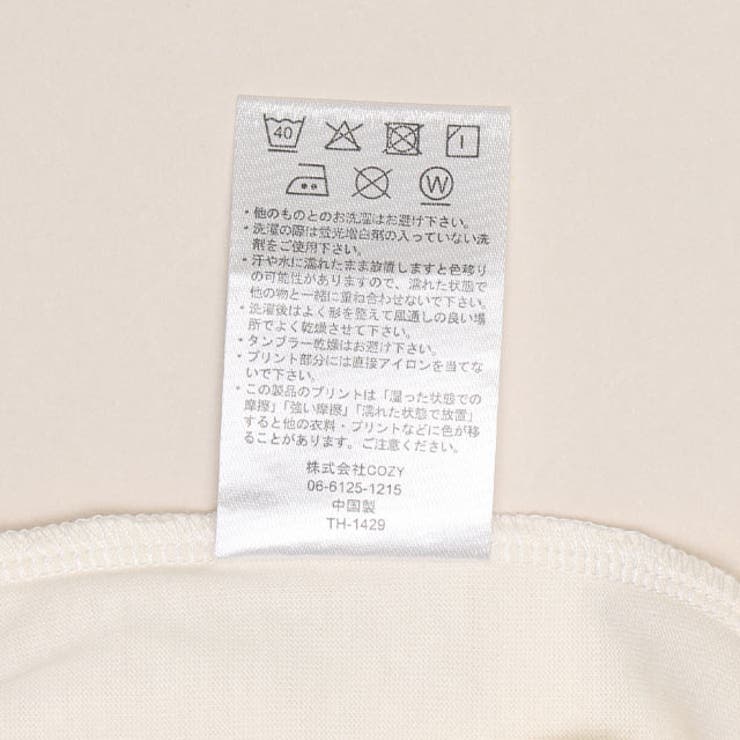 40
W
・他のものとのお洗濯はお避け下さい。
・洗濯の際は蛍光増白剤の入っていない洗
剤をご使用下さい。
・汗や水に濡れたまま放置しますと色移り
の可能性がありますので、濡れた状態で
他の物と一緒に重ね合わせないで下さい。
・洗濯後はよく形を整えて風通しの良い場
所でよく乾燥させて下さい。
・タンブラー乾燥はお避け下さい。
・プリント部分には直接アイロンを当てな
いで下さい。
・この製品のプリントは「湿った状態での
摩擦」「強い摩擦」「濡れた状態で放置」
すると他の衣料・プリントなどに色が移
ることがあります。ご注意ください。
株式会社COZY
06-6125-1215
中国製
TH-1429